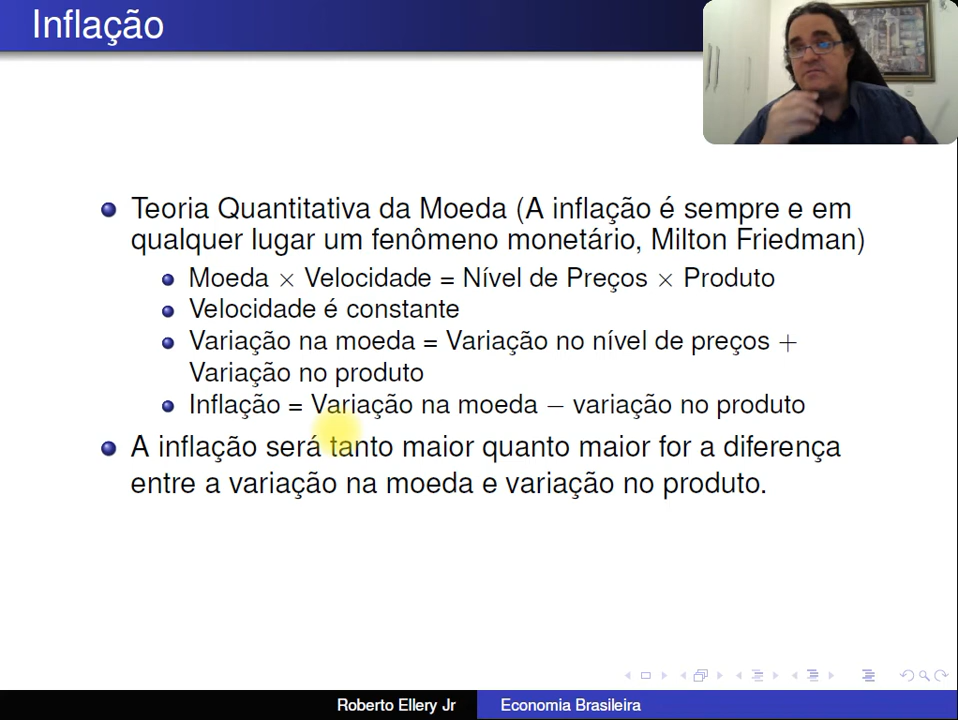 Inflação
Teoria Quantitativa da Moeda (A inflação é sempre e em
qualquer lugar um fenômeno monetário, Milton Friedman)
Moeda × Velocidade = Nível de Preços × Produto
Velocidade é constante
Variação na moeda = Variação no nível de preços +
Variação no produto
Inflação = Variação na moeda − variação no produto
A inflação será tanto maior quanto maior for a diferença
entre a variação na moeda e variação no produto.
Roberto Ellery Jr
Economia Brasileira